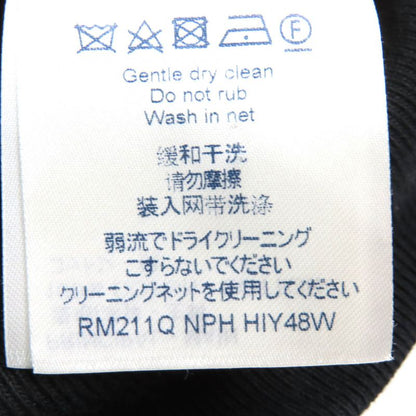 F
Gentle dry clean
Do not rub
Wash in net
缓和干洗
请勿摩擦
装入网带洗涤
弱流でドライクリーニング
こすらないでください
クリーニングネットを使用してください
RM211Q NPH HIY48W